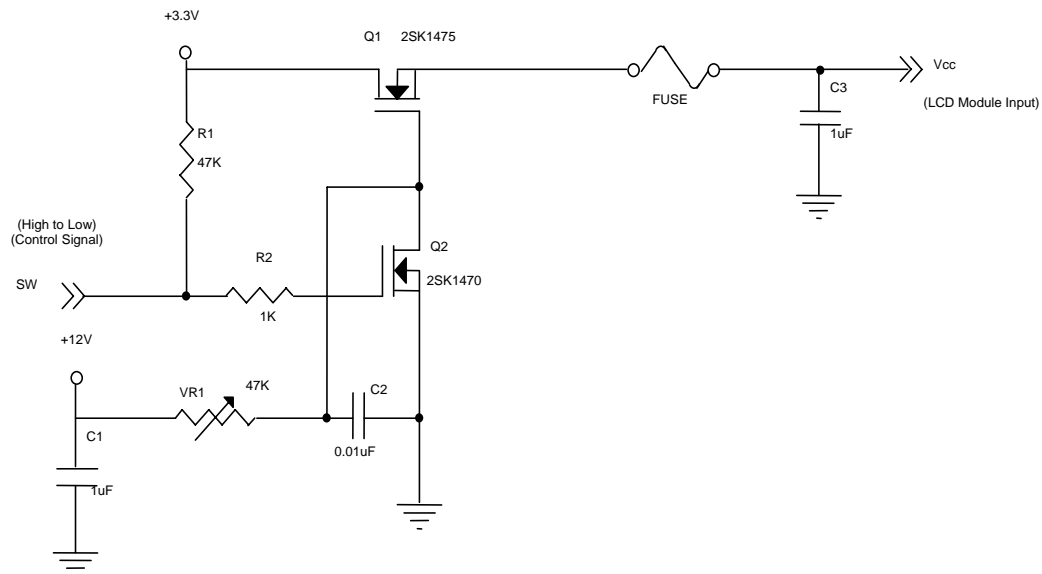 +3.3V
Q1 2SK1475
Vcc
FUSE
C3
(LCD Module Input)
1uF
R1
47K
(High to Low)
(Control Signal)
Q2
R2
2SK1470
SW
1K
+12V
VR1
47K
C2
C1
0.01uF
1uF